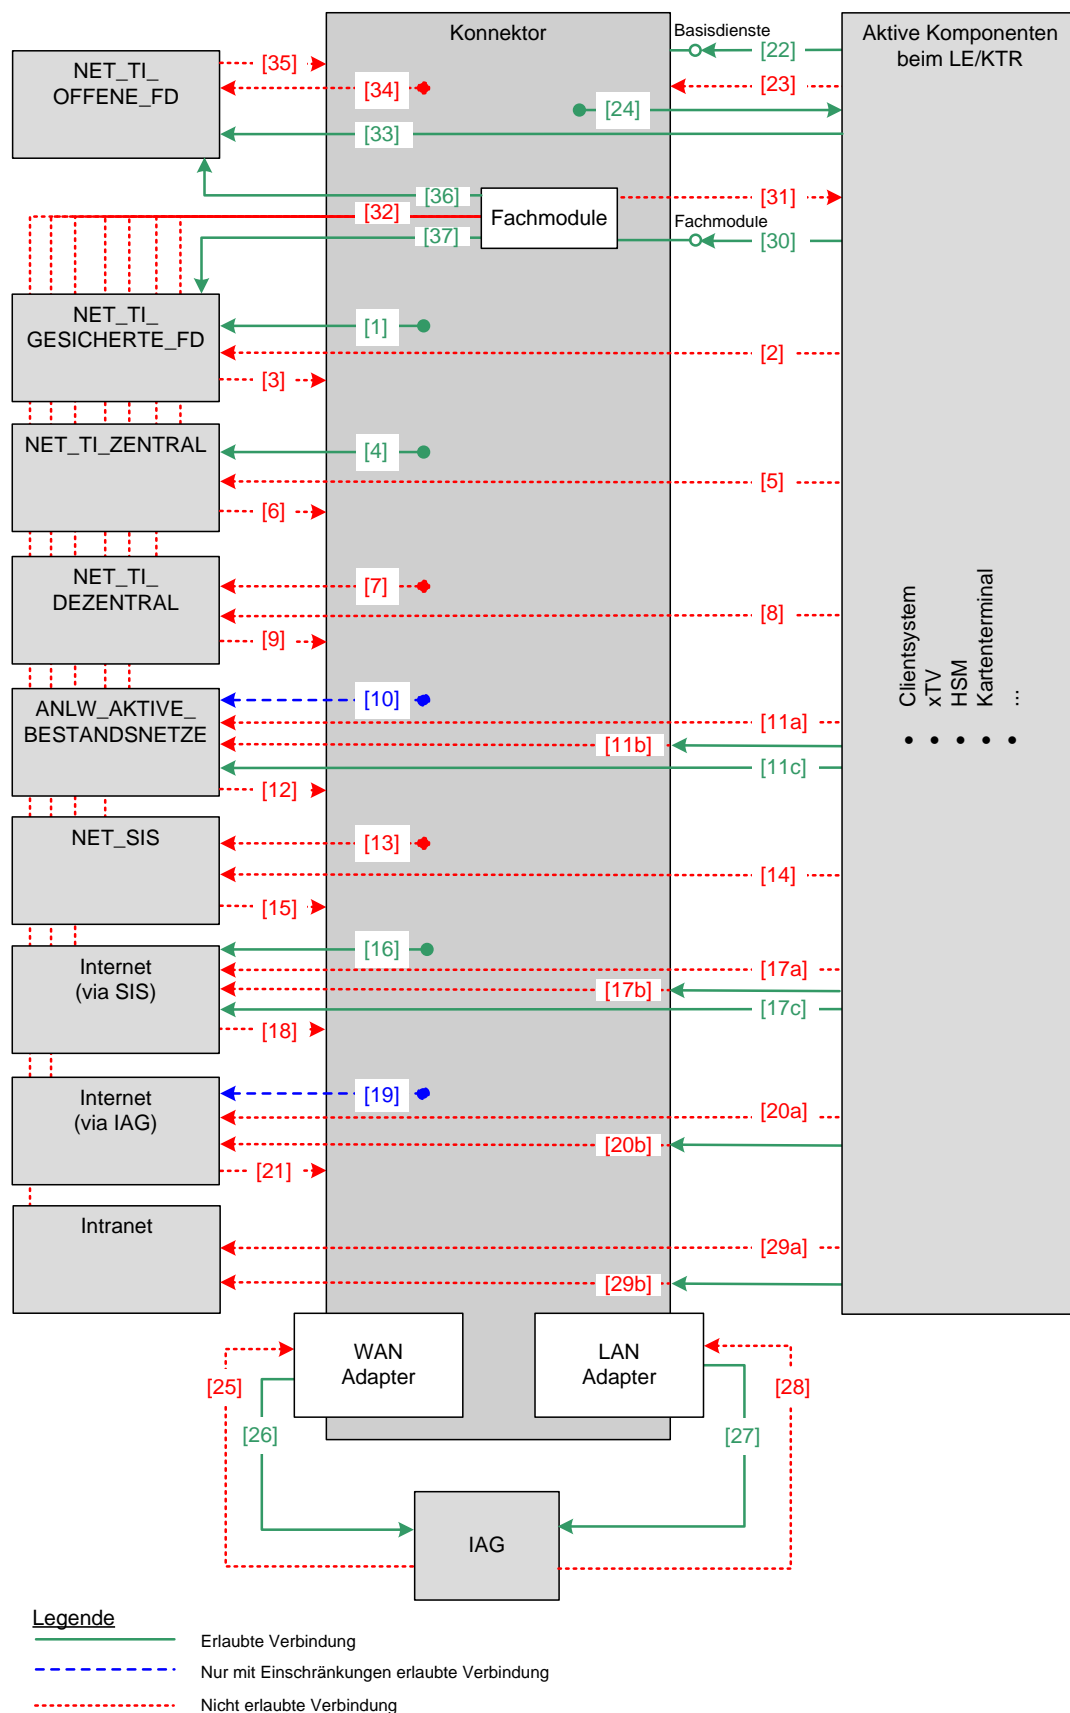 Konnektor
Basisdienste
[22]
Aktive Komponenten
beim LE/KTR
NET_TI_
OFFENE_FD
[35]
[34]
[23]
[24]
[33]
[36]
[32]
[37]
Fachmodule
[31]
Fachmodule
[30]
NET_TI_
GESICHERTE_FD
[1]
[2]
[3]
NET_TI_ZENTRAL
[4]
[5]
[6]
NET_TI_
DEZENTRAL
[7]
[8]
[9]
ANLW_AKTIVE_
BESTANDSNETZE
[10]
[11a]
[11b]
[11c]
[12]
• Clientsystem
• xTV
• HSM
• Kartenterminal
• ...
NET_SIS
[13]
[14]
[15]
Internet
(via SIS)
[16]
[17a]
[17b]
[17c]
[18]
Internet
(via IAG)
[19]
[20a]
[20b]
[21]
Intranet
[29a]
[29b]
WAN
Adapter
LAN
Adapter
[25]
[26]
[27]
[28]
IAG
Legende
Erlaubte Verbindung
Nur mit Einschränkungen erlaubte Verbindung
Nicht erlaubte Verbindung